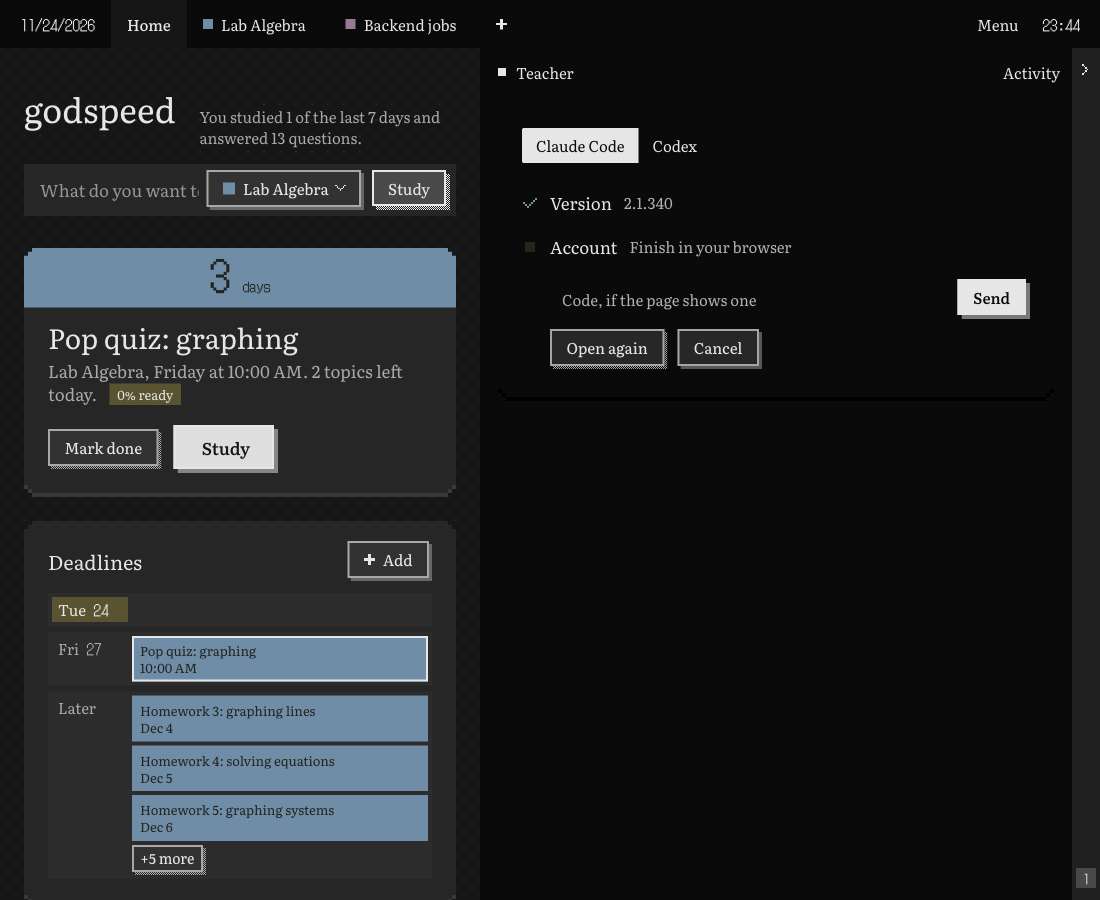 11/24/2026 Home Lab Algebra Backend jobs + Menu 23:44
godspeed
You studied 1 of the last 7 days and
answered 13 questions.
What do you want t
Lab Algebra
Study
3 days
Pop quiz: graphing
Lab Algebra, Friday at 10:00 AM. 2 topics left
today. 0% ready
Mark done
Study
Deadlines
+ Add
Tue 24
Fri 27
Pop quiz: graphing
10:00 AM
Later
Homework 3: graphing lines
Dec 4
Homework 4: solving equations
Dec 5
Homework 5: graphing systems
Dec 6
+5 more
Teacher
Activity
Claude Code
Codex
Version 2.1.340
Account Finish in your browser
Code, if the page shows one
Send
Open again
Cancel
1